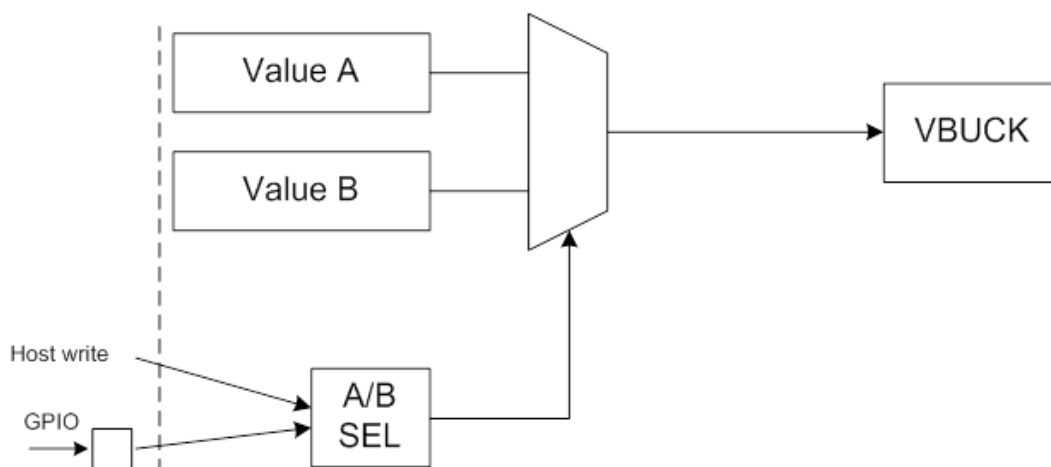 Value A
VBUCK
Value B
Host write
A/B
SEL
GPIO